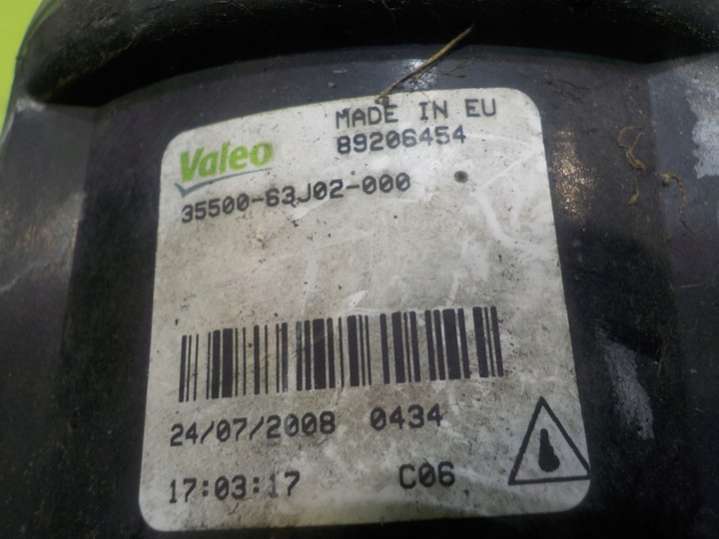 MADE IN EU
Valeo 89206454
35500-63J02-000
24/07/2008 0434
17:03:17 C06